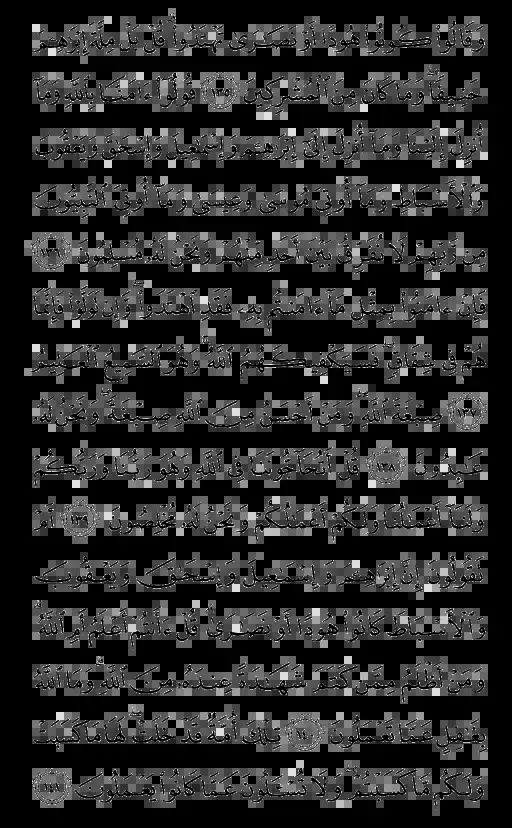 وَقَالُوا۟ كُونُوا۟ هُودًا أَوْ نَصَـٰرَىٰ تَهْتَدُوا۟ ۗ قُلْ بَلْ مِلَّةَ إِبْرَٰهِـۧمَ
حَنِيفًا ۖ وَمَا كَانَ مِنَ ٱلْمُشْرِكِينَ ١٣٥ قُولُوٓا۟ ءَامَنَّا بِٱللَّهِ وَمَآ
أُنزِلَ إِلَيْنَا وَمَآ أُنزِلَ إِلَىٰٓ إِبْرَٰهِـۧمَ وَإِسْمَـٰعِيلَ وَإِسْحَـٰقَ وَيَعْقُوبَ
وَٱلْأَسْبَاطِ وَمَآ أُوتِىَ مُوسَىٰ وَعِيسَىٰ وَمَآ أُوتِىَ ٱلنَّبِيُّونَ
مِن رَّبِّهِمْ لَا نُفَرِّقُ بَيْنَ أَحَدٍ مِّنْهُمْ وَنَحْنُ لَهُۥ مُسْلِمُونَ ١٣٦
فَإِنْ ءَامَنُوا۟ بِمِثْلِ مَآ ءَامَنتُم بِهِۦ فَقَدِ ٱهْتَدَوا۟ ۖ وَّإِن تَوَلَّوْا۟ فَإِنَّمَا
هُمْ فِى شِقَاقٍ ۖ فَسَيَكْفِيكَهُمُ ٱللَّهُ ۚ وَهُوَ ٱلسَّمِيعُ ٱلْعَلِيمُ
١٣٧ صِبْغَةَ ٱللَّهِ ۖ وَمَنْ أَحْسَنُ مِنَ ٱللَّهِ صِبْغَةً ۖ وَنَحْنُ لَهُۥ
عَـٰبِدُونَ ١٣٨ قُلْ أَتُحَآجُّونَنَا فِى ٱللَّهِ وَهُوَ رَبُّنَا وَرَبُّكُمْ
وَلَنَآ أَعْمَـٰلُنَا وَلَكُمْ أَعْمَـٰلُكُمْ وَنَحْنُ لَهُۥ مُخْلِصُونَ ١٣٩ أَمْ
تَقُولُونَ إِنَّ إِبْرَٰهِـۧمَ وَإِسْمَـٰعِيلَ وَإِسْحَـٰقَ وَيَعْقُوبَ
وَٱلْأَسْبَاطَ كَانُوا۟ هُودًا أَوْ نَصَـٰرَىٰ ۗ قُلْ ءَأَنتُمْ أَعْلَمُ أَمِ ٱللَّهُ ۗ
وَمَنْ أَظْلَمُ مِمَّن كَتَمَ شَهَـٰدَةً عِندَهُۥ مِنَ ٱللَّهِ ۗ وَمَا ٱللَّهُ
بِغَـٰفِلٍ عَمَّا تَعْمَلُونَ ١٤٠ تِلْكَ أُمَّةٌ قَدْ خَلَتْ ۖ لَهَا مَا كَسَبَتْ
وَلَكُم مَّا كَسَبْتُمْ ۖ وَلَا تُسْـَٔلُونَ عَمَّا كَانُوا۟ يَعْمَلُونَ ١٤١